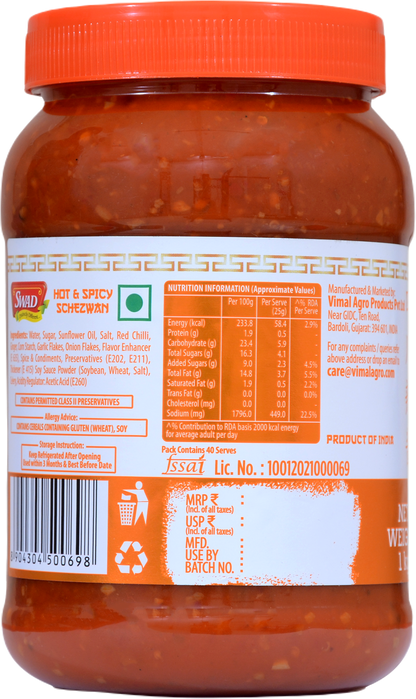 SWAD
HOT & SPICY
SCHEZWAN
Ingredients: Water, Sugar, Sunflower Oil, Salt, Red Chilli,
Corn Starch, Garlic Flakes, Onion Flakes, Flavor Enhancer
Spices & Condiments, Preservatives (E202, E211),
(E 415) Soy Sauce Powder (Soybean, Wheat, Salt),
Acidity Regulator: Acetic Acid (E260)
CONTAINS PERMITTED CLASS II PRESERVATIVES
Allergy Advice:
CONTAINS CEREALS CONTAINING GLUTEN (WHEAT), SOY
Storage Instruction:
Keep Refrigerated After Opening
Used within 3 Months & Best Before Date
8 904304 500698
NUTRITION INFORMATION (Approximate Values)
Per 100g Per Serve (25g) ^% RDA Per Serve
Energy (kcal) 233.8 58.4 2.9%
Protein (g) 1.9 0.5 -
Carbohydrate (g) 23.4 5.9 -
Total Sugars (g) 16.3 4.1 -
Added Sugars (g) 9.0 2.3 4.5%
Total Fat (g) 14.8 3.7 5.5%
Saturated Fat (g) 1.9 0.5 2.2%
Trans Fat (g) 0.0 0.0 0.0%
Cholesterol (mg) 0.0 0.0 -
Sodium (mg) 1796.0 449.0 22.5%
^% Contribution to RDA basis 2000 kcal energy
for average adult per day
Pack Contains 40 Serves
fssai Lic. No. : 10012021000069
MRP ₹ :
(Incl. of all taxes)
USP ₹ :
(Incl. of all taxes)
MFD. :
USE BY :
BATCH NO. :
Manufactured & Marketed by
Vimal Agro Products Pvt
Near GIDC, Ten Road,
Bardoli, Gujarat; 394 601, INDIA
For any complaints / queries
above address or drop an email
care@vimalagro.com
PRODUCT OF INDIA